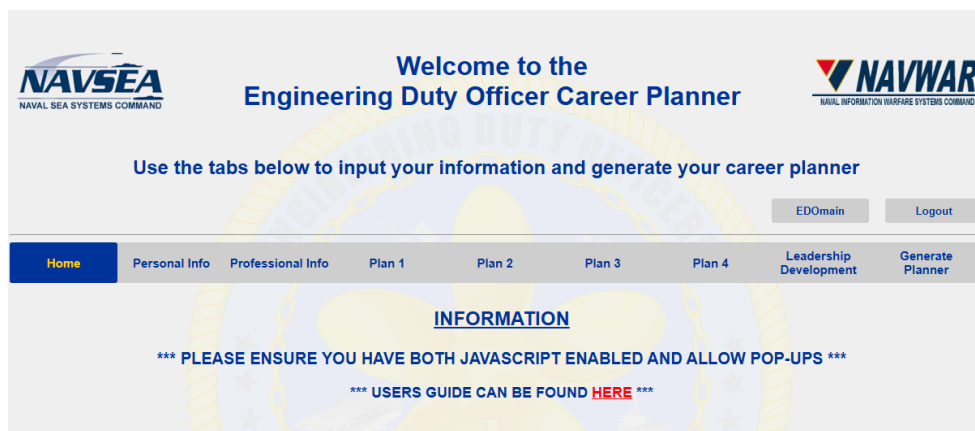 NAVSEA
NAVAL SEA SYSTEMS COMMAND
Welcome to the
Engineering Duty Officer Career Planner
NAVWAR
NAVAL INFORMATION WARFARE SYSTEMS COMMAND
ENGINEERING DUTY OFFICER
Use the tabs below to input your information and generate your career planner
EDOmain
Logout
Home
Personal Info
Professional Info
Plan 1
Plan 2
Plan 3
Plan 4
Leadership
Development
Generate
Planner
INFORMATION
*** PLEASE ENSURE YOU HAVE BOTH JAVASCRIPT ENABLED AND ALLOW POP-UPS ***
*** USERS GUIDE CAN BE FOUND HERE ***